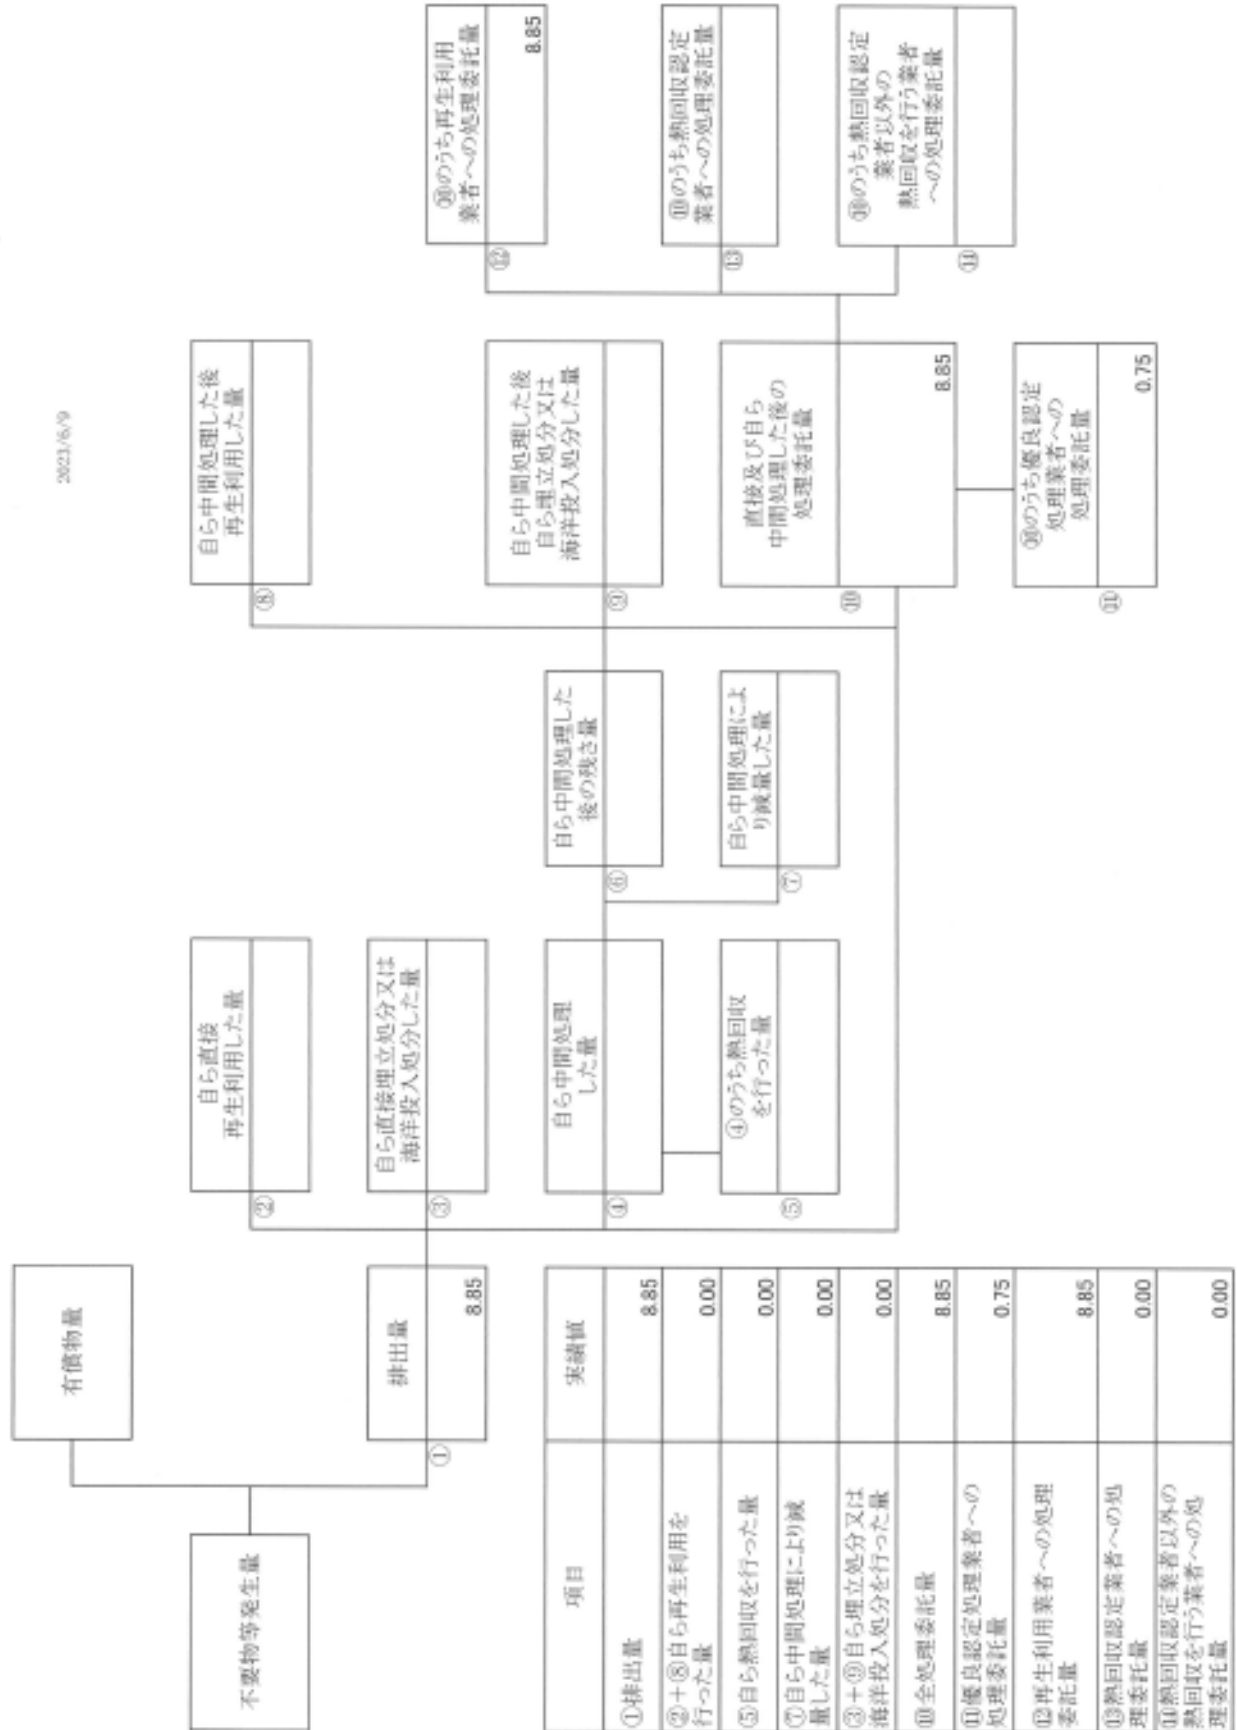 2023/6/9
不要物等発生量
有償物量
排出量
①
8.85
自ら直接
再生利用した量
②
自ら直接埋立処分又は
海洋投入処分した量
③
自ら中間処理
した量
④
④のうち熱回収
を行った量
⑤
自ら中間処理した
後の残さ量
⑥
自ら中間処理によ
り減量した量
⑦
自ら中間処理した後
再生利用した量
⑧
自ら中間処理した後
自ら埋立処分又は
海洋投入処分した量
⑨
直接及び自ら
中間処理した後の
処理委託量
⑩
8.85
⑩のうち優良認定
処理業者への
処理委託量
⑪
0.75
⑩のうち再生利用
業者への処理委託量
⑫
8.85
⑩のうち熱回収認定
業者への処理委託量
⑬
⑩のうち熱回収認定
業者以外の
熱回収を行う業者
への処理委託量
⑭
項目 実績値
①排出量 8.85
②+⑧自ら再生利用を
行った量 0.00
⑤自ら熱回収を行った量 0.00
⑦自ら中間処理により減
量した量 0.00
③+⑨自ら埋立処分又は
海洋投入処分を行った量 0.00
⑩全処理委託量 8.85
⑪優良認定処理業者への
処理委託量 0.75
⑫再生利用業者への処理
委託量 8.85
⑬熱回収認定業者への処
理委託量 0.00
⑭熱回収認定業者以外の
熱回収を行う業者への処
理委託量 0.00